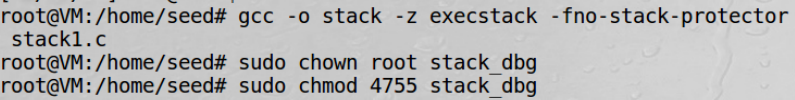 root@VM:/home/seed# gcc -o stack -z execstack -fno-stack-protector
 stack1.c
root@VM:/home/seed# sudo chown root stack_dbg
root@VM:/home/seed# sudo chmod 4755 stack_dbg